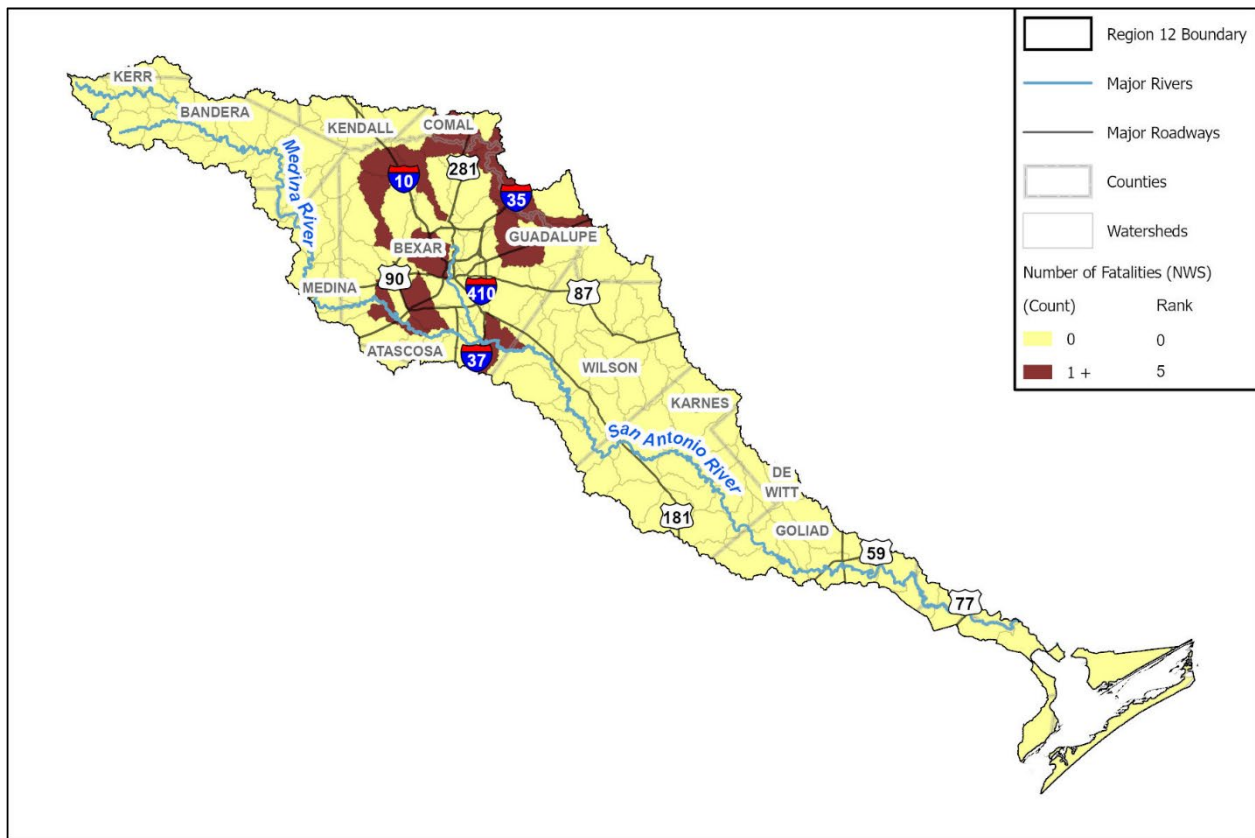 Region 12 Boundary
Major Rivers
Major Roadways
Counties
Watersheds
Number of Fatalities (NWS)
(Count) Rank
0 0
1 + 5
KERR
BANDERA
KENDALL
COMAL
Medina River
10
281
35
BEXAR
GUADALUPE
90
MEDINA
410
87
ATASCOSA
37
WILSON
KARNES
San Antonio River
DE
WITT
181
GOLIAD
59
77